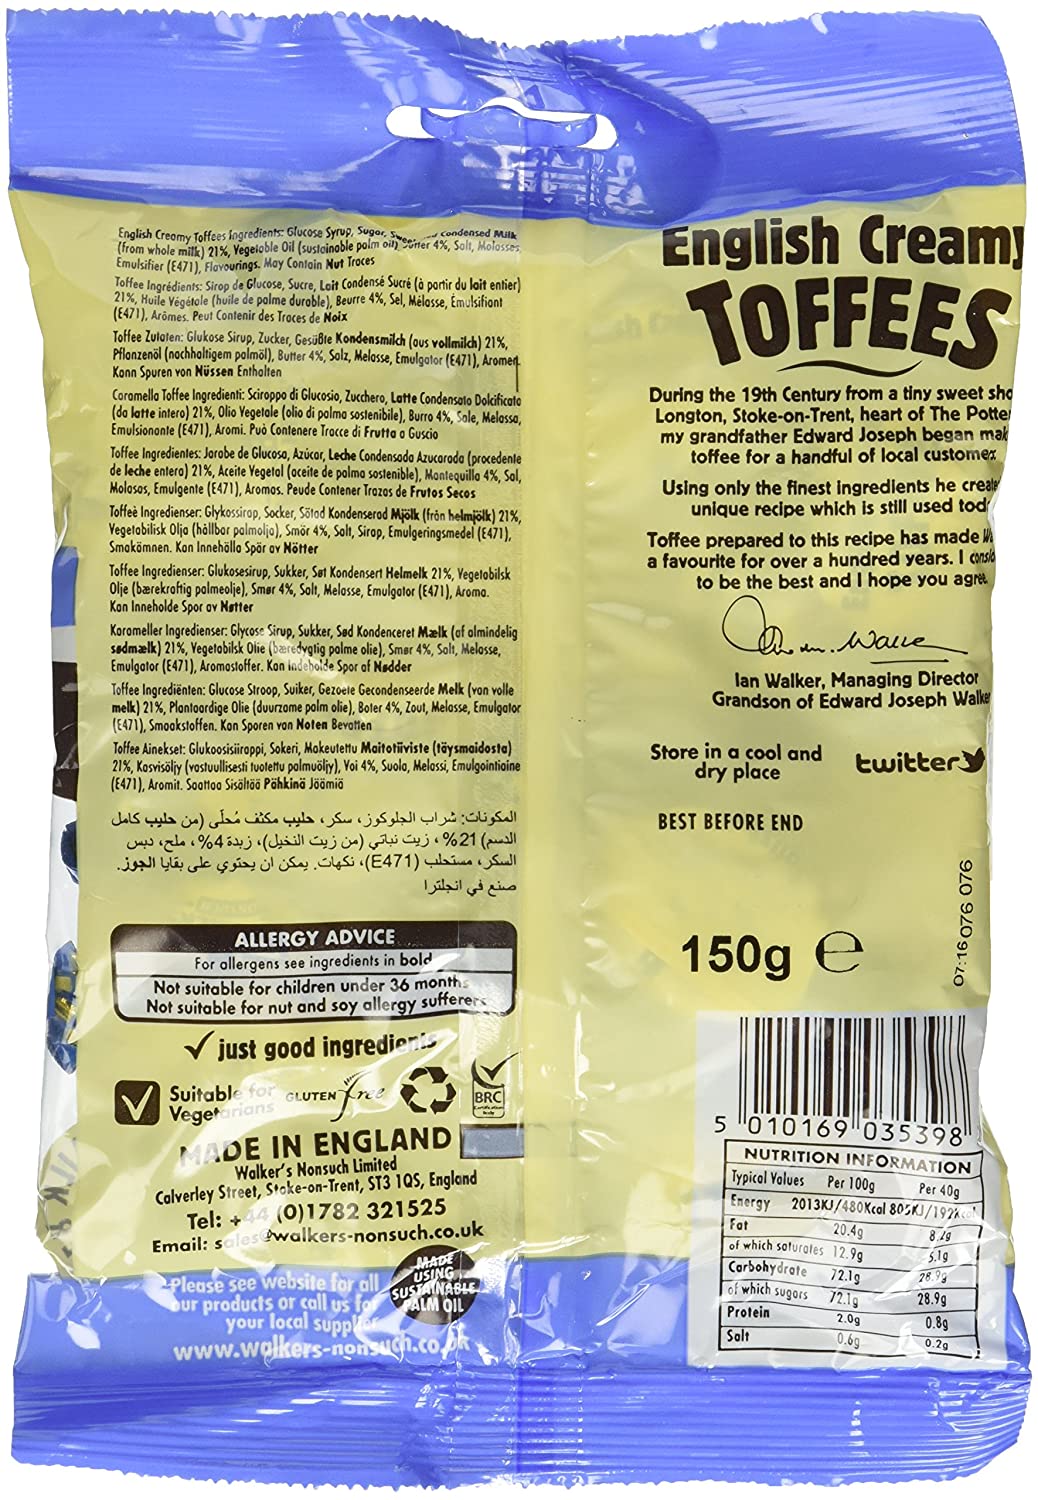 English Creamy Toffees Ingredients: Glucose Syrup, Sugar, Condensed Milk
(from whole milk) 21%, Vegetable Oil (sustainable palm oil) Butter 4%, Salt, Molasses,
Emulsifier (E471), Flavourings. May Contain Nut Traces
Toffee Ingrédients: Sirop de Glucose, Sucre, Lait Condensé Sucré (à partir du lait entier)
21%, Huile Végétale (huile de palme durable), Beurre 4%, Sel, Mélasse, Emulsifiant
(E471), Arômes. Peut Contenir des Traces de Noix
Toffee Zutaten: Glukose Sirup, Zucker, Gesüßte Kondensmilch (aus vollmilch) 21%,
Pflanzenöl (nachhaltigem palmöl), Butter 4%, Salz, Melasse, Emulgator (E471), Aromen.
Kann Spuren von Nüssen Enthalten
Caramella Toffee Ingredienti: Sciroppo di Glucosio, Zucchero, Latte Condensato Dolcificato
(da latte intero) 21%, Olio Vegetale (olio di palma sostenibile), Burro 4%, Sale, Melassa,
Emulsionante (E471), Aromi. Può Contenere Tracce di Frutta a Guscio
Toffee Ingredientes: Jarabe de Glucosa, Azúcar, Leche Condensada Azucarada (procedente
de leche entera) 21%, Aceite Vegetal (aceite de palma sostenible), Mantequilla 4%, Sal,
Molasas, Emulgente (E471), Aromas. Peude Contener Trazas de Frutos Secos
Toffeè Ingredienser: Glykossirap, Socker, Sötad Kondenserad Mjölk (från helmjölk) 21%,
Vegetabilisk Olja (hållbar palmolja), Smör 4%, Salt, Sirap, Emulgeringsmedel (E471),
Smakämnen. Kan Innehålla Spår av Nötter
Toffee Ingredienser: Glukosesirup, Sukker, Søt Kondensert Helmelk 21%, Vegetabilsk
Olje (bærekraftig palmeolje), Smør 4%, Salt, Melasse, Emulgator (E471), Aroma.
Kan Inneholde Spor av Nøtter
Karameller Ingredienser: Glycose Sirup, Sukker, Sød Kondenceret Mælk (af almindelig
sødmælk) 21%, Vegetabilsk Olie (bæredygtig palme olie), Smør 4%, Salt, Melasse,
Emulgator (E471), Aromastoffer. Kan Indeholde Spor af Nødder
Toffee Ingrediënten: Glucose Stroop, Suiker, Gezoete Gecondenseerde Melk (van volle
melk) 21%, Plantaardige Olie (duurzame palm olie), Boter 4%, Zout, Melasse, Emulgator
(E471), Smaakstoffen. Kan Sporen van Noten Bevatten
Toffee Ainekset: Glukoosisiirappi, Sokeri, Makeutettu Maitotiiviste (täysmaidosta)
21%, Kasvisöljy (vastuullisesti tuotettu palmuöljy), Voi 4%, Suola, Melassi, Emulgointiaine
(E471), Aromit. Saattaa Sisältää Pähkinä Jäämiä
المكونات: شراب الجلوكوز، سكر، حليب مكثف مُحلّى (من حليب كامل
الدسم) 21%، زيت نباتي (من زيت النخيل)، زبدة 4%، ملح، دبس
السكر، مستحلب (E471)، نكهات. يمكن ان يحتوي على بقايا الجوز.
صنع في انجلترا
ALLERGY ADVICE
For allergens see ingredients in bold
Not suitable for children under 36 months
Not suitable for nut and soy allergy sufferers
just good ingredients
Suitable for
Vegetarians
GLUTEN free
BRC
Certification
Body
MADE IN ENGLAND
Walker's Nonsuch Limited
Calverley Street, Stoke-on-Trent, ST3 1QS, England
Tel: +44 (0)1782 321525
Email: sales@walkers-nonsuch.co.uk
MADE
USING
SUSTAINABLE
PALM OIL
Please see website for all
our products or call us for
your local supplier
www.walkers-nonsuch.co.uk
English Creamy
TOFFEES
During the 19th Century from a tiny sweet sho
Longton, Stoke-on-Trent, heart of The Potter
my grandfather Edward Joseph began mak
toffee for a handful of local customer
Using only the finest ingredients he create
unique recipe which is still used tod
Toffee prepared to this recipe has made
a favourite for over a hundred years. I consid
to be the best and I hope you agree.
Ian Walker, Managing Director
Grandson of Edward Joseph Walker
Store in a cool and
dry place
twitter
BEST BEFORE END
07:16 076 076
150g ℮
5 010169 035398
NUTRITION INFORMATION
Typical Values Per 100g Per 40g
Energy 2013KJ/480Kcal 805KJ/192Kcal
Fat 20.4g 8.2g
of which saturates 12.9g 5.1g
Carbohydrate 72.1g 28.9g
of which sugars 72.1g 28.9g
Protein 2.0g 0.8g
Salt 0.6g 0.2g